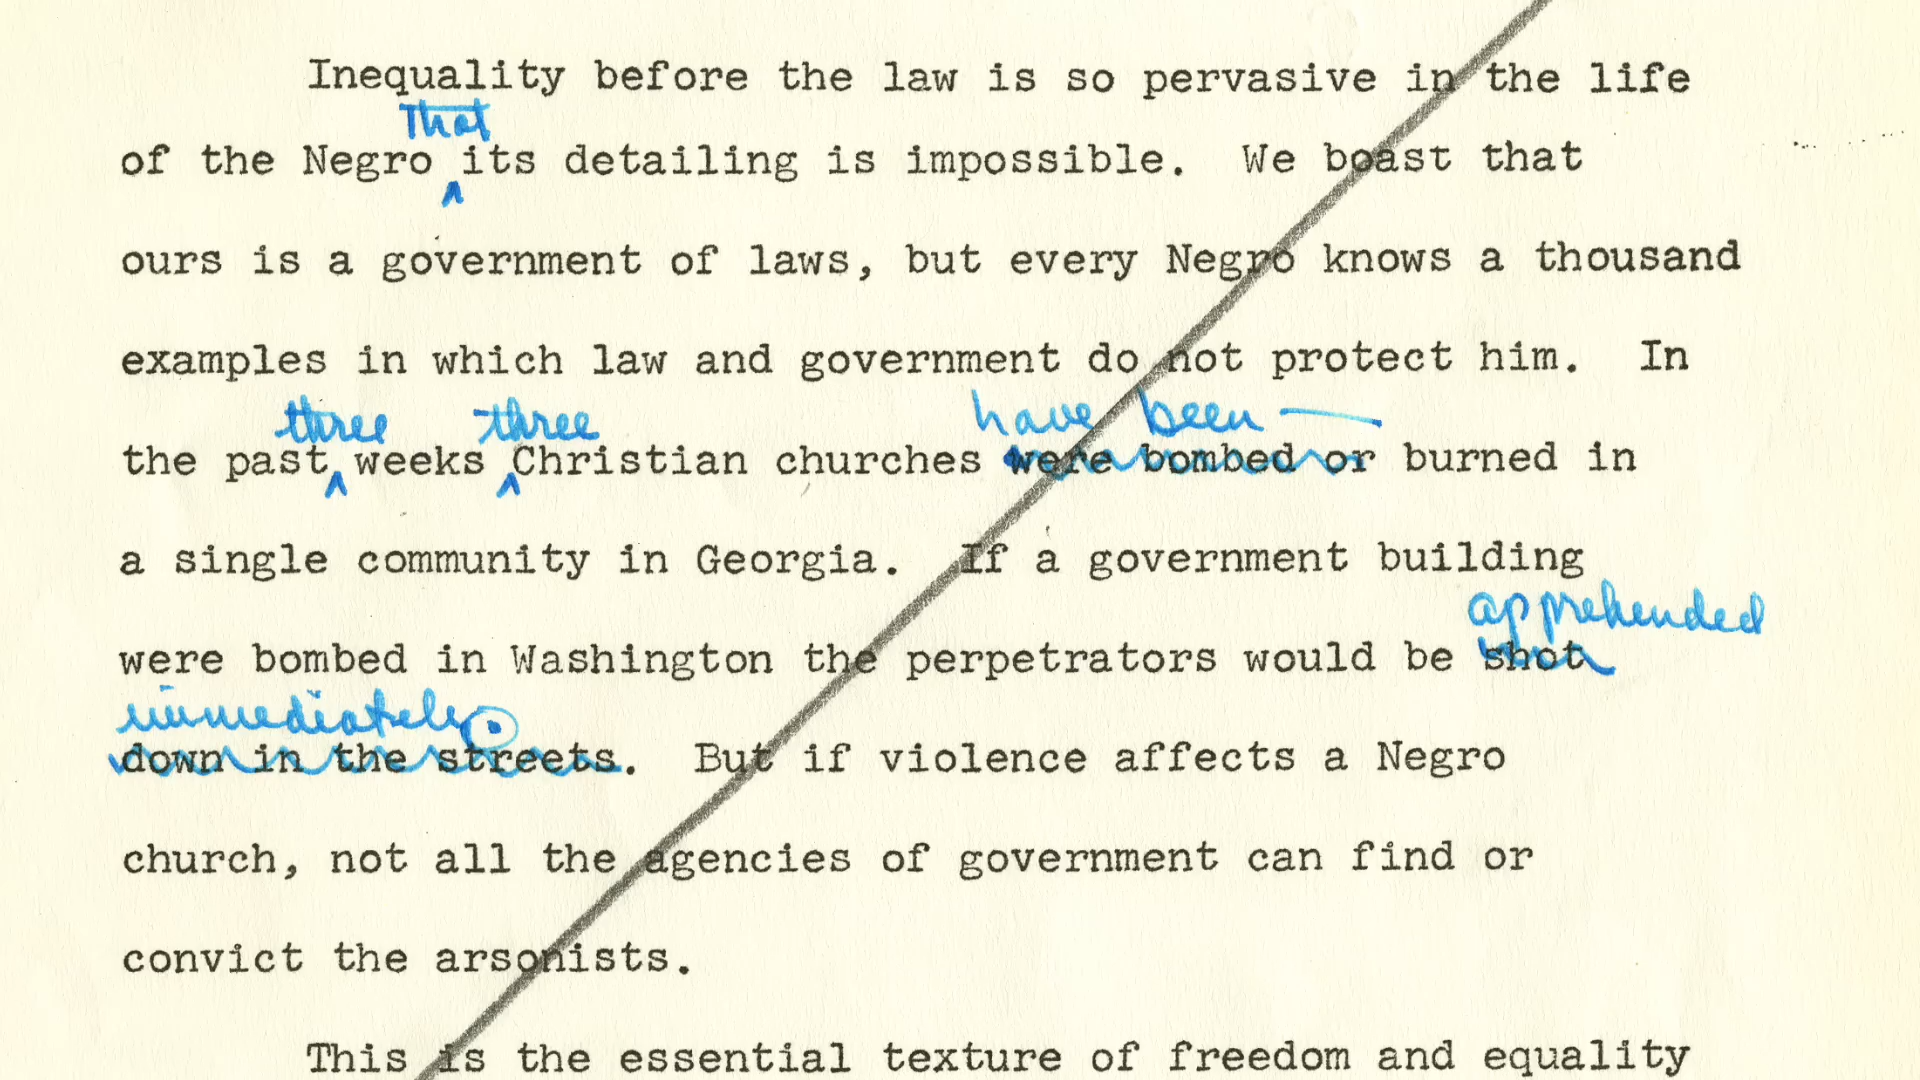 Inequality before the law is so pervasive in the life
That
of the Negro its detailing is impossible. We boast that
ours is a government of laws, but every Negro knows a thousand
examples in which law and government do not protect him. In
three three have been
the past weeks Christian churches were bombed or burned in
a single community in Georgia. If a government building
apprehended
were bombed in Washington the perpetrators would be shot
immediately.
down in the streets. But if violence affects a Negro
church, not all the agencies of government can find or
convict the arsonists.
This is the essential texture of freedom and equality